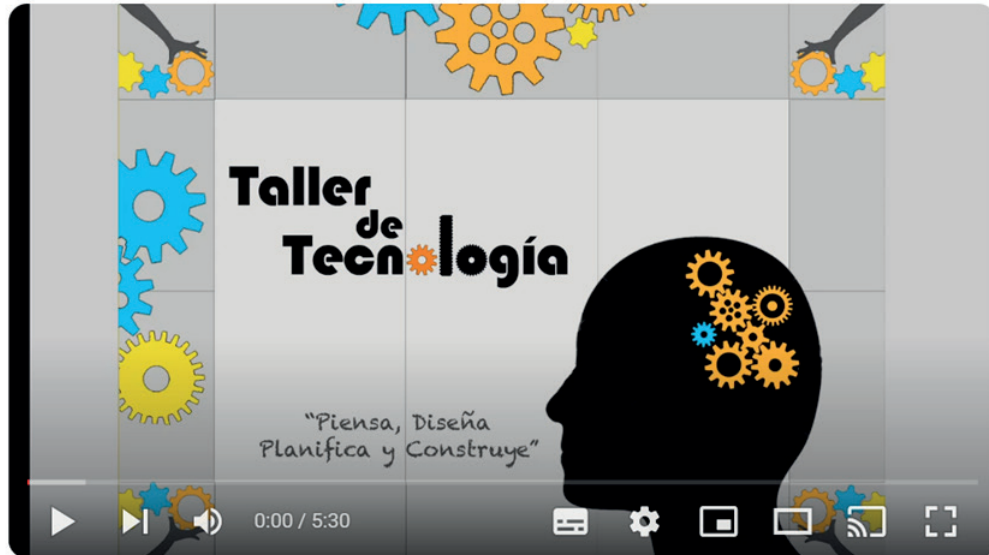 Taller
de
Tecnología
“Piensa, Diseña
Planifica y Construye”
0:00 / 5:30